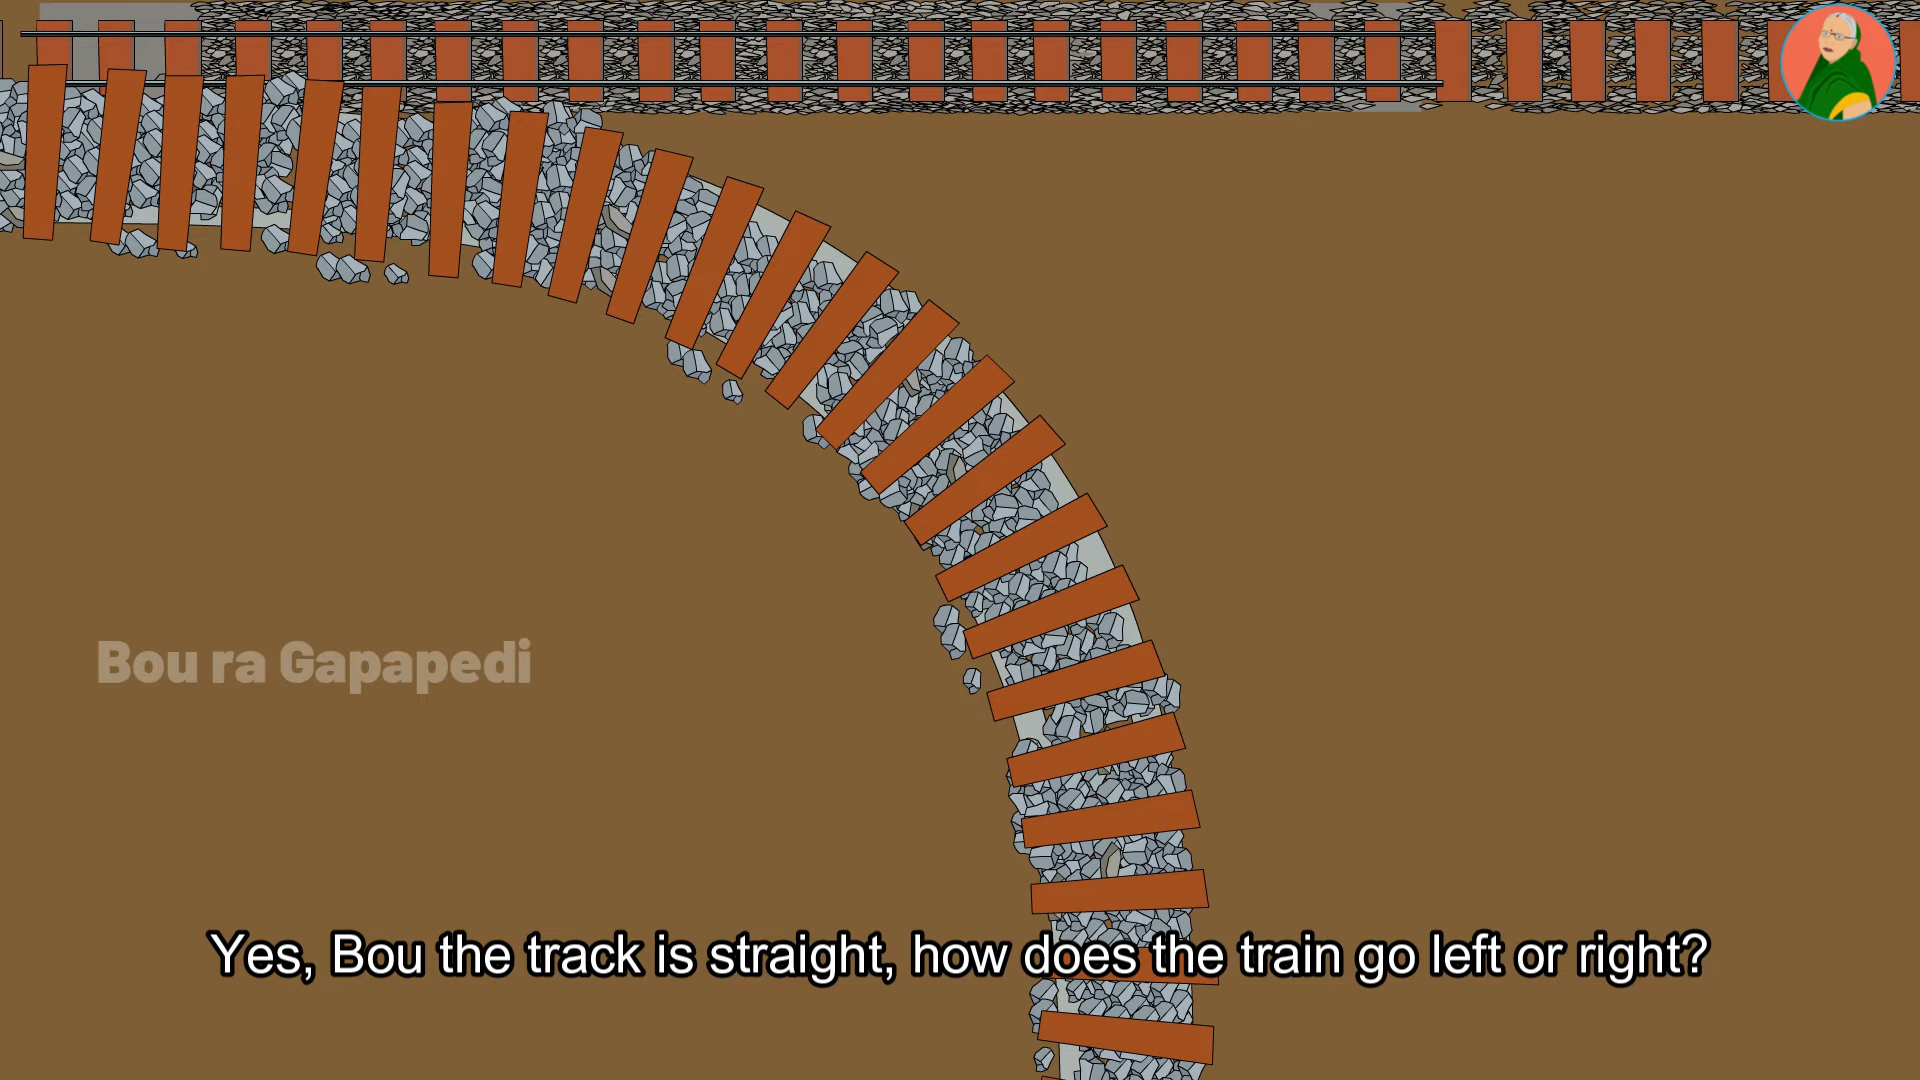 Bou ra Gapapedi
Yes, Bou the track is straight, how does the train go left or right?